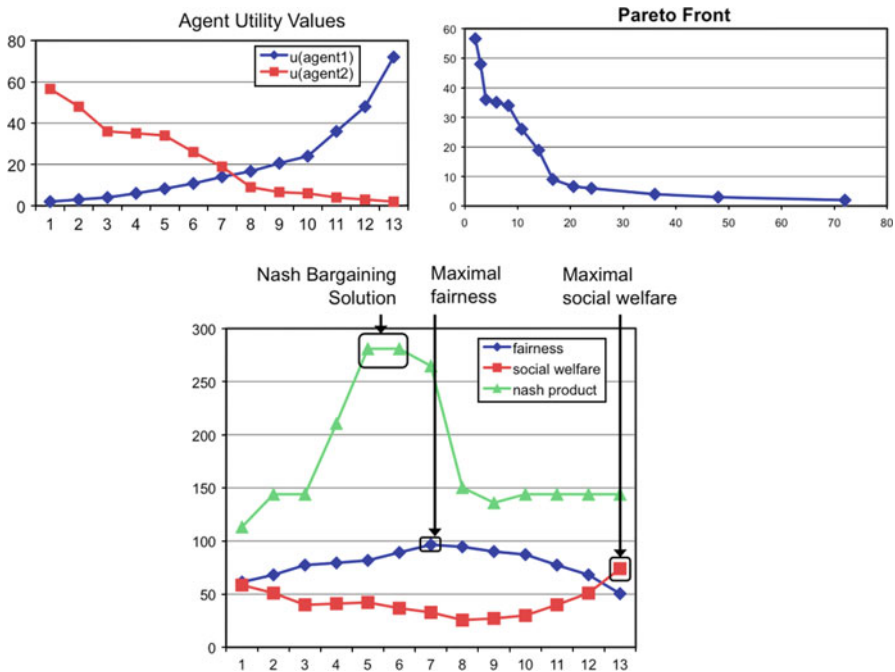 Agent Utility Values
80
60
40
20
0
u(agent1)
u(agent2)
1 2 3 4 5 6 7 8 9 10 11 12 13
Pareto Front
60
50
40
30
20
10
0
0 10 20 30 40 50 60 70 80
Nash Bargaining
Solution
Maximal
fairness
Maximal
social welfare
300
250
200
150
100
50
0
fairness
social welfare
nash product
1 2 3 4 5 6 7 8 9 10 11 12 13